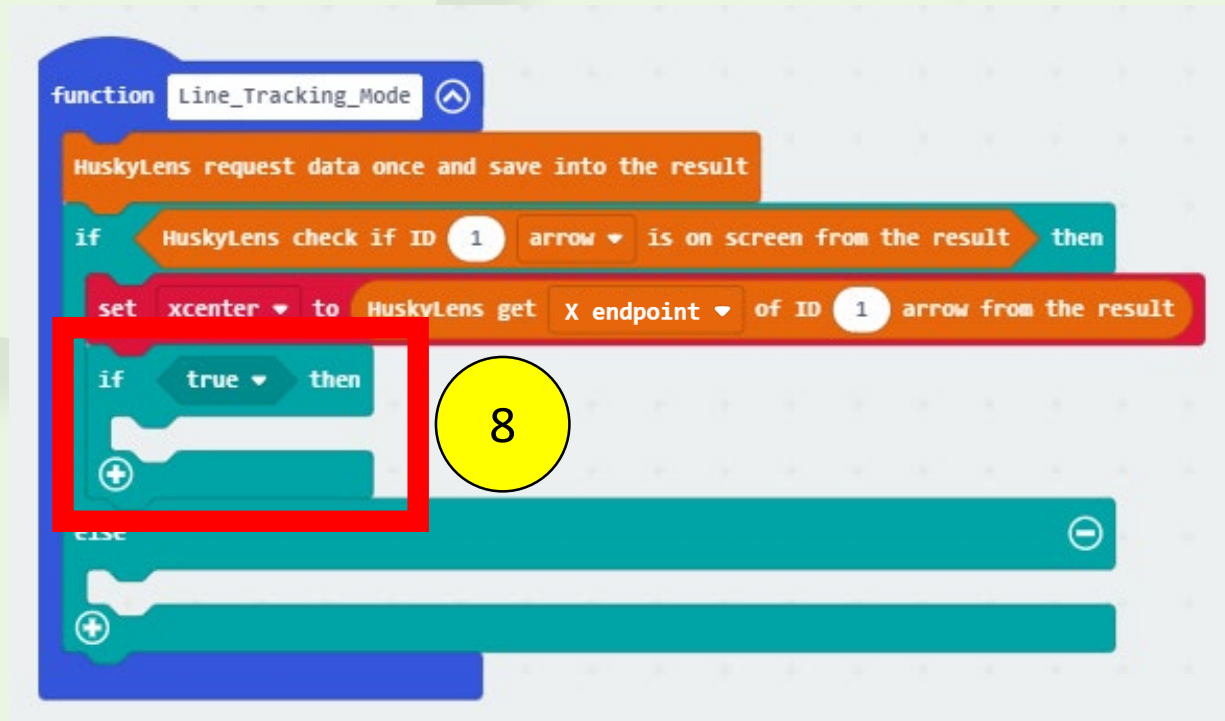 function Line_Tracking_Mode
HuskyLens request data once and save into the result
if HuskyLens check if ID 1 arrow is on screen from the result then
set xcenter to HuskyLens get X endpoint of ID 1 arrow from the result
if true then
8
else